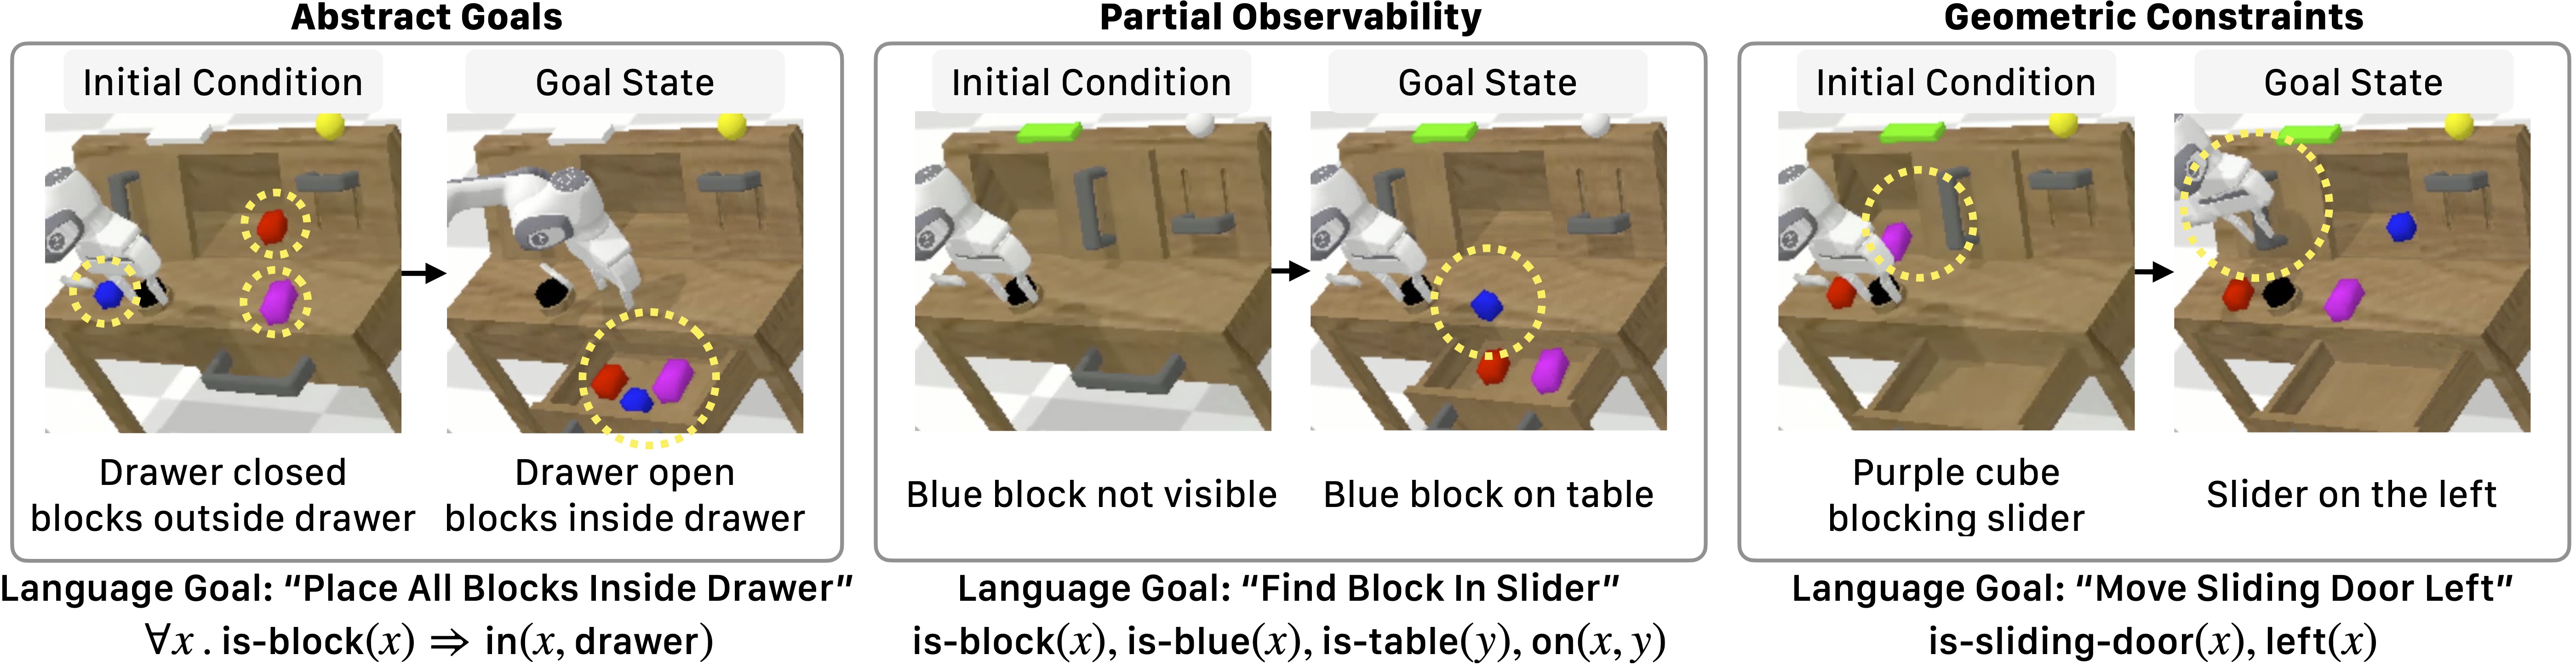 Abstract Goals
Initial Condition
Goal State
Drawer closed
blocks outside drawer
Drawer open
blocks inside drawer
Language Goal: “Place All Blocks Inside Drawer”
∀x . is-block(x) ⇒ in(x, drawer)
Partial Observability
Initial Condition
Goal State
Blue block not visible
Blue block on table
Language Goal: “Find Block In Slider”
is-block(x), is-blue(x), is-table(y), on(x, y)
Geometric Constraints
Initial Condition
Goal State
Purple cube
blocking slider
Slider on the left
Language Goal: “Move Sliding Door Left”
is-sliding-door(x), left(x)